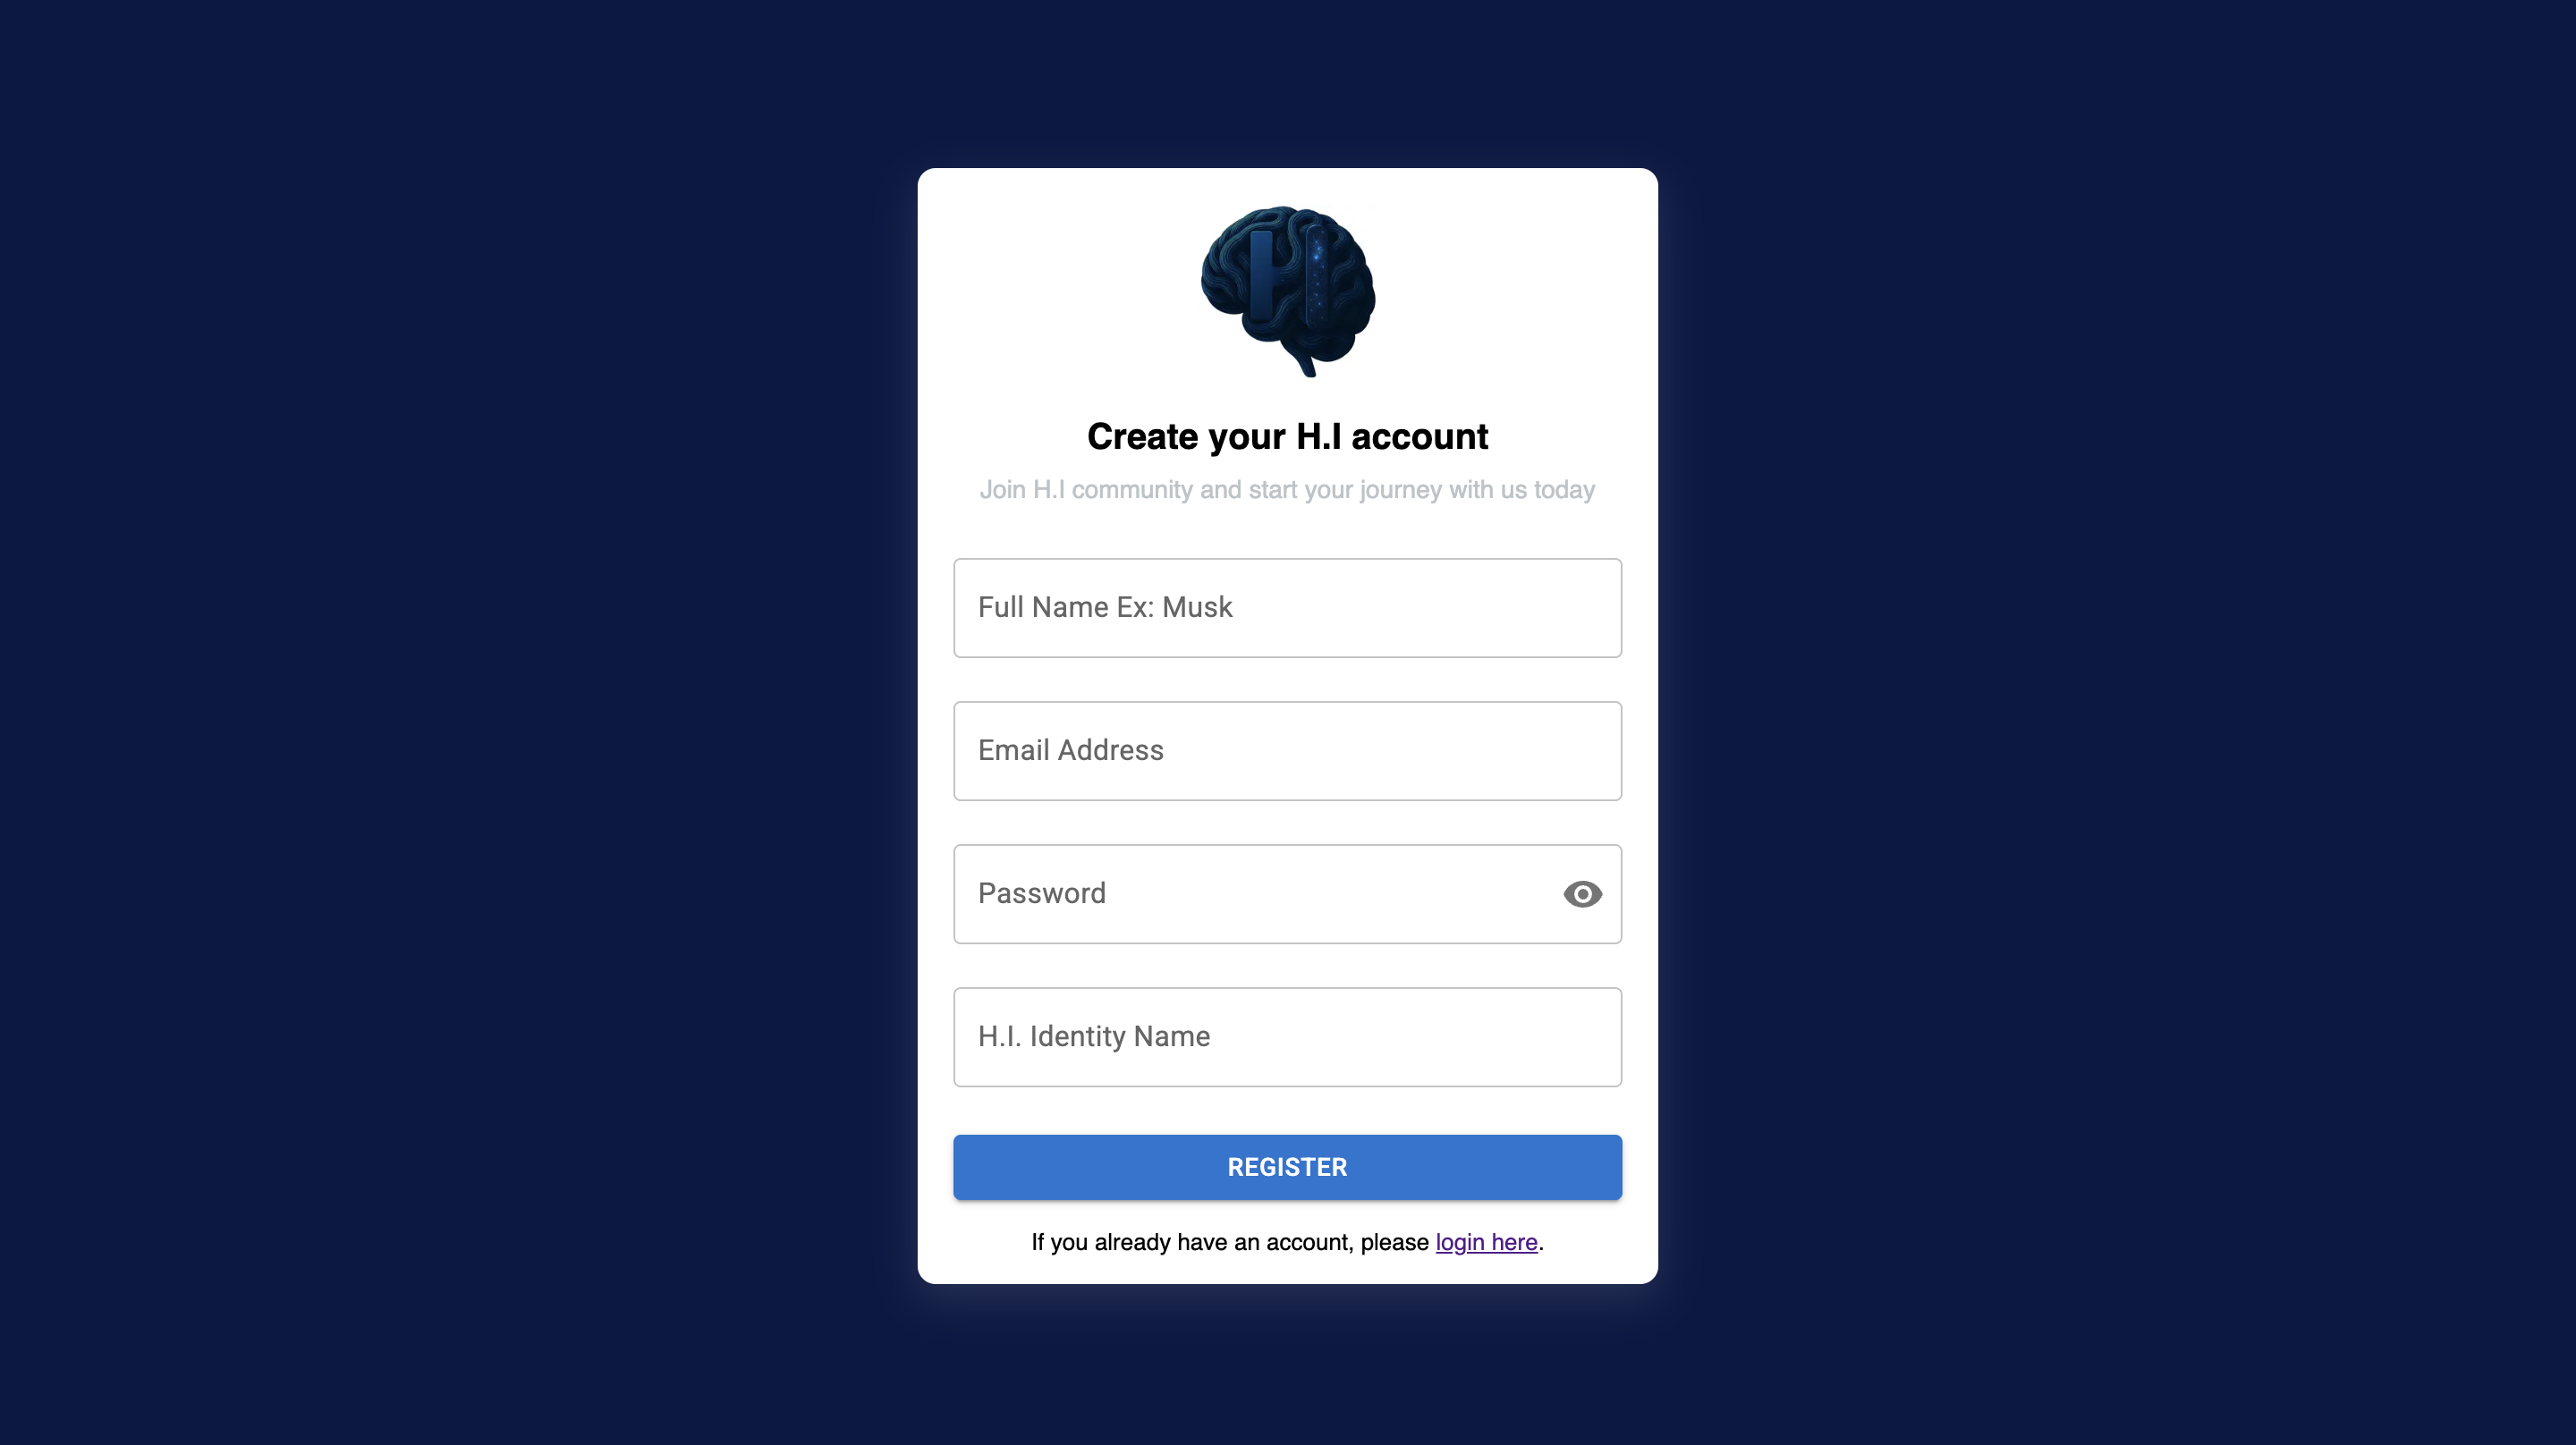 HI
Create your H.I account
Join H.I community and start your journey with us today
Full Name Ex: Musk
Email Address
Password
H.I. Identity Name
REGISTER
If you already have an account, please login here.